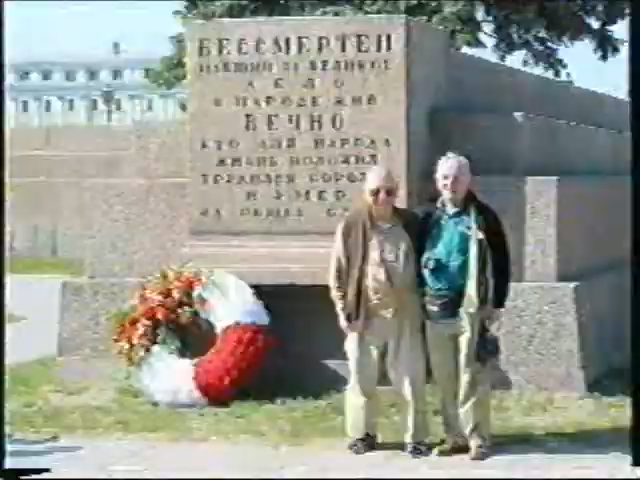 БЕССМЕРТЕН
ПАВШИЙ ЗА ВЕЛИКОЕ
ДЕЛО
В НАРОДЕ ЖИВ
ВЕЧНО
КТО ДЛЯ НАРОДА
ЖИЗНЬ ПОЛОЖИЛ
ТРУДИЛСЯ БОРОЛСЯ
И УМЕР
ЗА ОБЩЕЕ